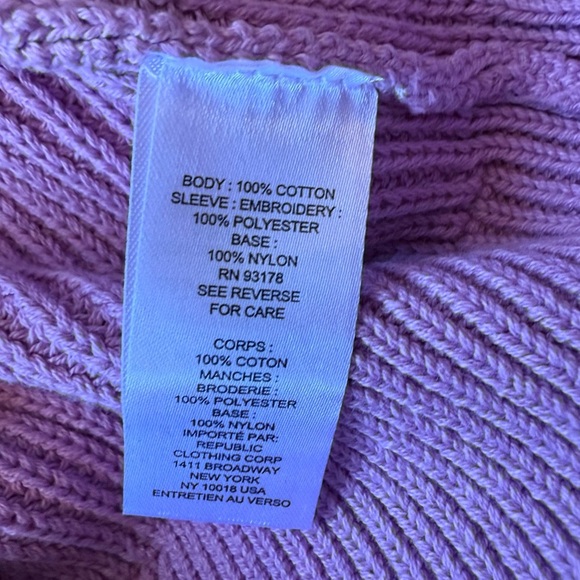 BODY : 100% COTTON
SLEEVE : EMBROIDERY :
100% POLYESTER
BASE :
100% NYLON
RN 93178
SEE REVERSE
FOR CARE
CORPS :
100% COTON
MANCHES :
BRODERIE :
100% POLYESTER
BASE :
100% NYLON
IMPORTÉ PAR:
REPUBLIC
CLOTHING CORP
1411 BROADWAY
NEW YORK
NY 10018 USA
ENTRETIEN AU VERSO